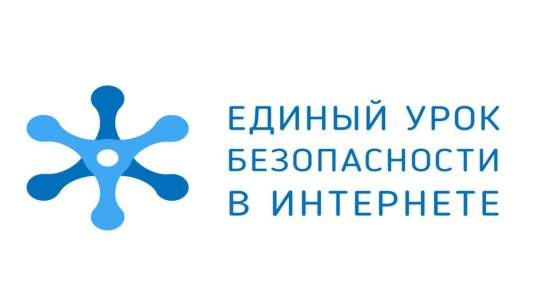 ЕДИНЫЙ УРОК
БЕЗОПАСНОСТИ
В ИНТЕРНЕТЕ